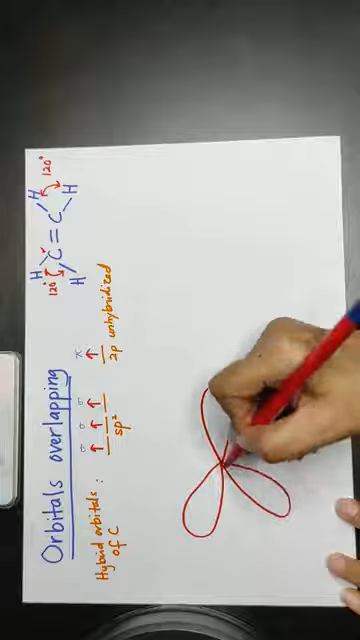 Orbitals overlapping
Hybrid orbitals of C :
σ σ σ π
sp² 2p unhybridized
H H
C = C
H H
120° 120°